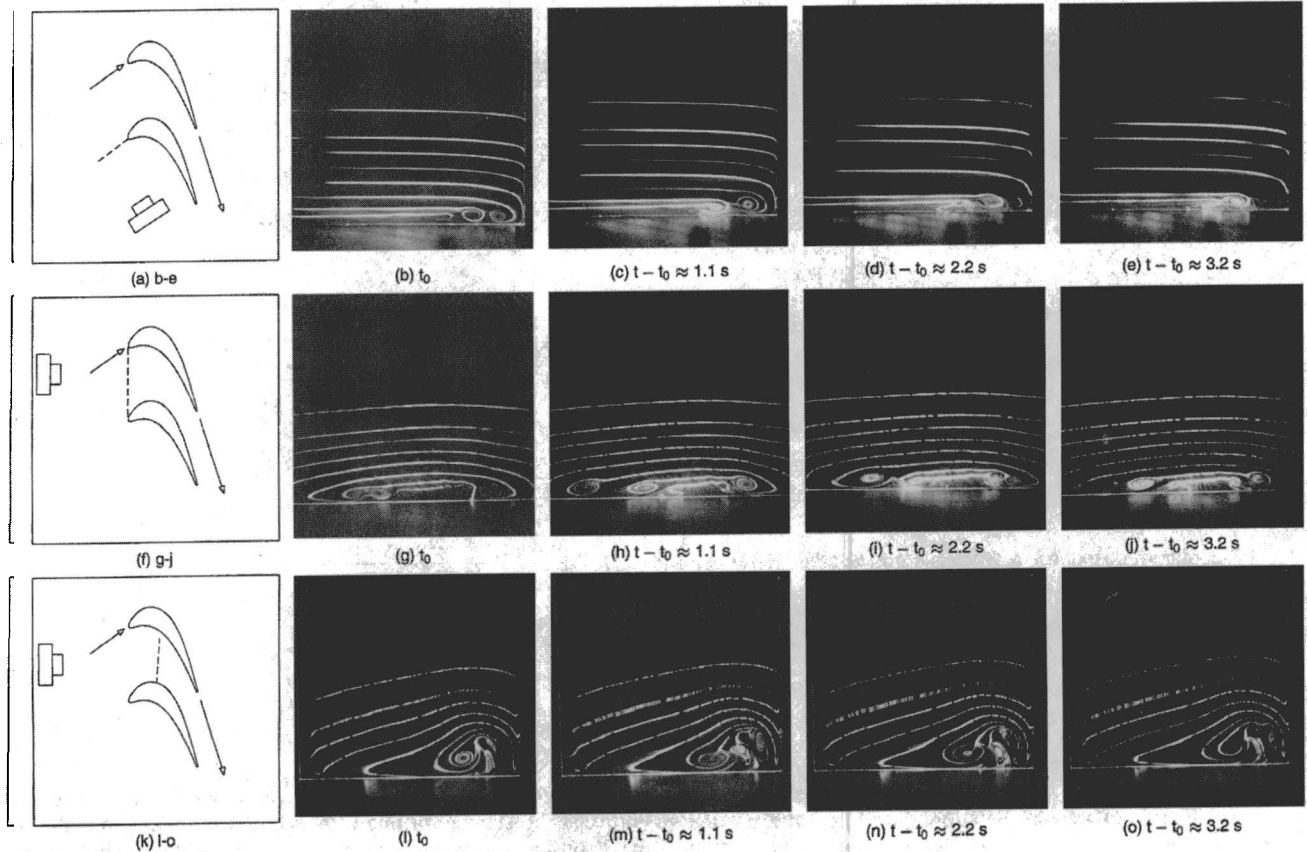 (a) b-e
(b) t0
(c) t – t0 ≈ 1.1 s
(d) t – t0 ≈ 2.2 s
(e) t – t0 ≈ 3.2 s
(f) g-j
(g) t0
(h) t – t0 ≈ 1.1 s
(i) t – t0 ≈ 2.2 s
(j) t – t0 ≈ 3.2 s
(k) l-o
(l) t0
(m) t – t0 ≈ 1.1 s
(n) t – t0 ≈ 2.2 s
(o) t – t0 ≈ 3.2 s